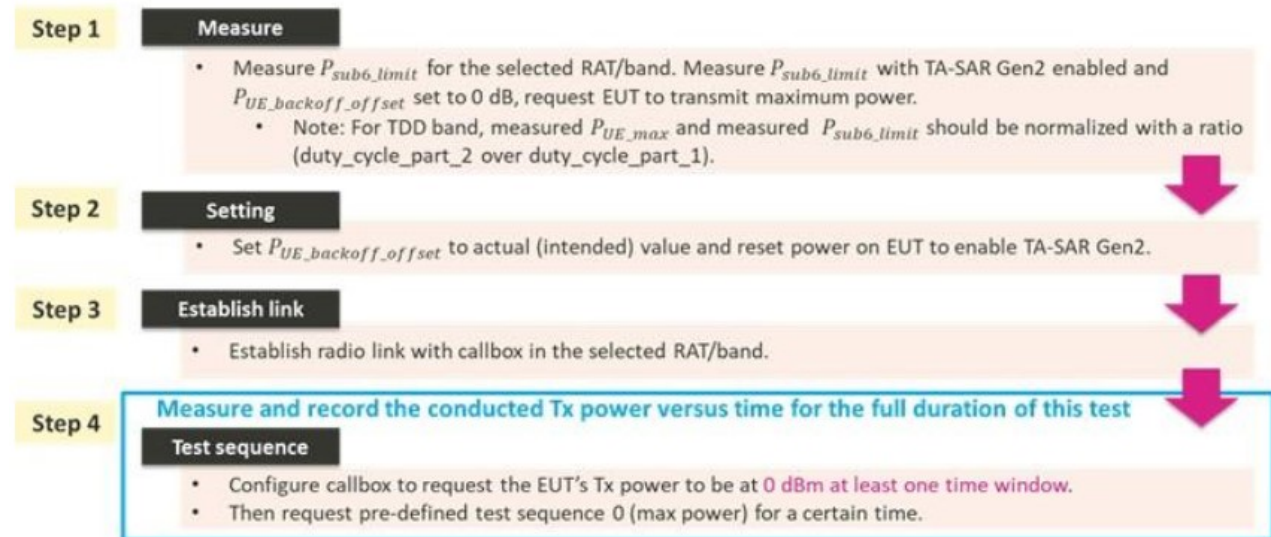 Step 1
Measure
• Measure P_sub6_limit for the selected RAT/band. Measure P_sub6_limit with TA-SAR Gen2 enabled and
P_UE_backoff_offset set to 0 dB, request EUT to transmit maximum power.
• Note: For TDD band, measured P_UE_max and measured P_sub6_limit should be normalized with a ratio
(duty_cycle_part_2 over duty_cycle_part_1).
Step 2
Setting
• Set P_UE_backoff_offset to actual (intended) value and reset power on EUT to enable TA-SAR Gen2.
Step 3
Establish link
• Establish radio link with callbox in the selected RAT/band.
Step 4
Measure and record the conducted Tx power versus time for the full duration of this test
Test sequence
• Configure callbox to request the EUT's Tx power to be at 0 dBm at least one time window.
• Then request pre-defined test sequence 0 (max power) for a certain time.